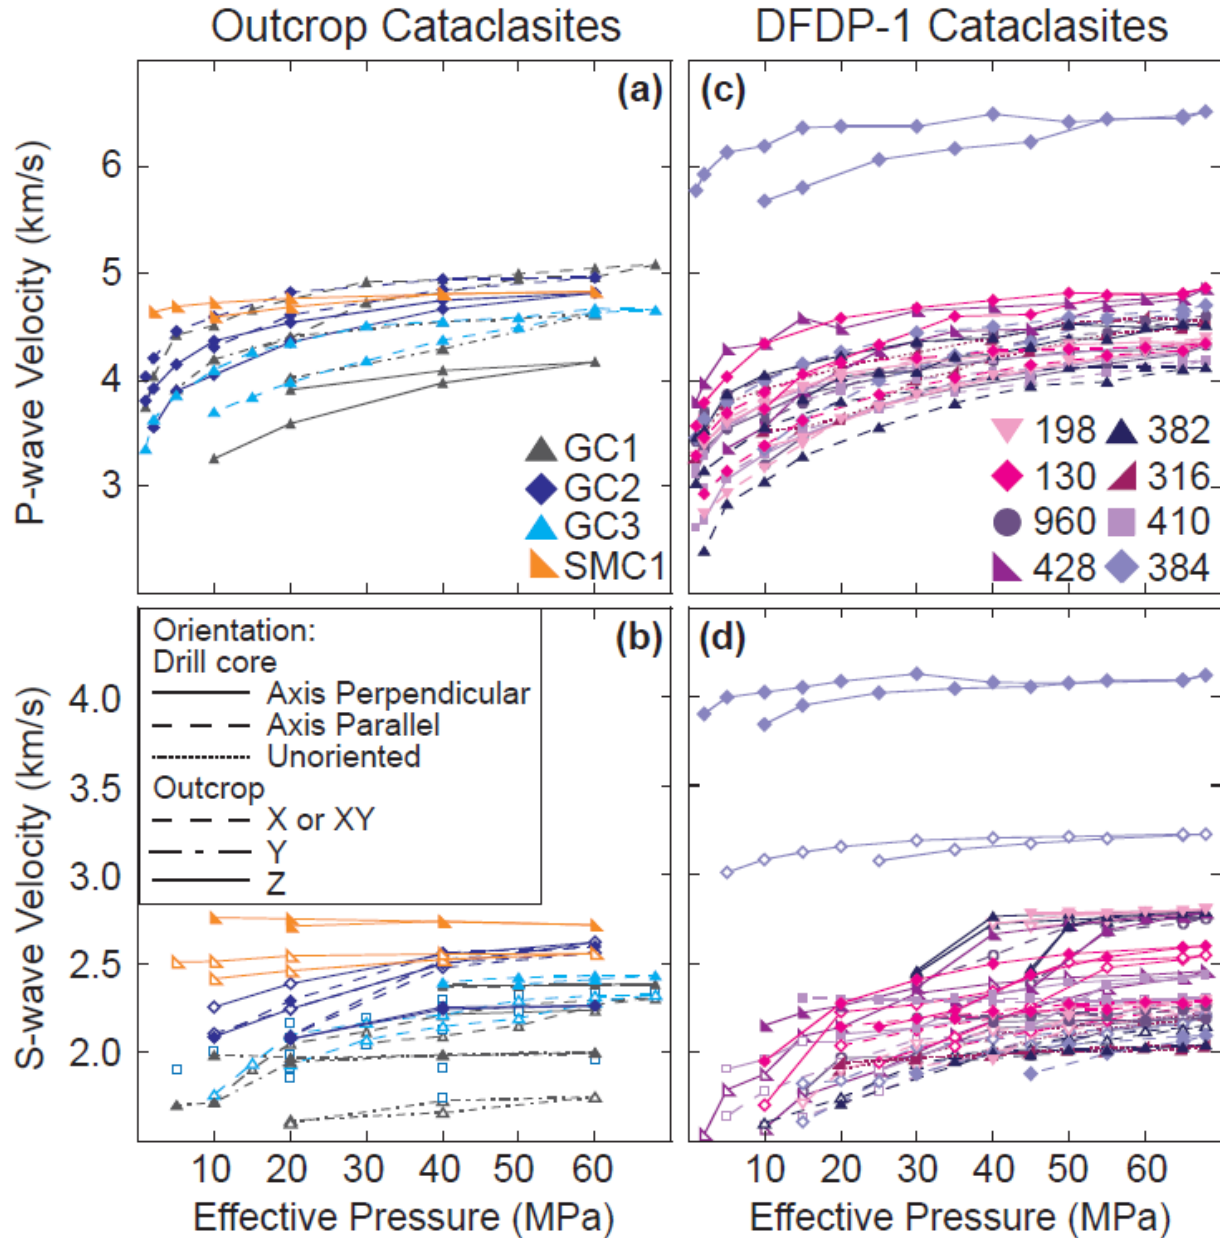 Outcrop Cataclasites
DFDP-1 Cataclasites
P-wave Velocity (km/s)
6
5
4
3
(a)
GC1
GC2
GC3
SMC1
(c)
198
382
130
316
960
410
428
384
S-wave Velocity (km/s)
4.0
3.5
3.0
2.5
2.0
(b)
Orientation:
Drill core
Axis Perpendicular
Axis Parallel
Unoriented
Outcrop
X or XY
Y
Z
(d)
10 20 30 40 50 60
10 20 30 40 50 60
Effective Pressure (MPa)
Effective Pressure (MPa)